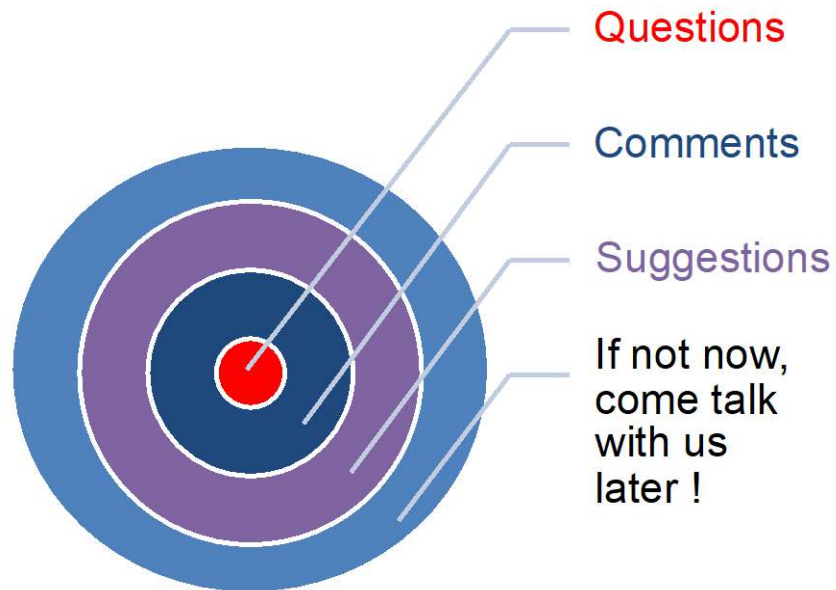 Questions
Comments
Suggestions
If not now,
come talk
with us
later !